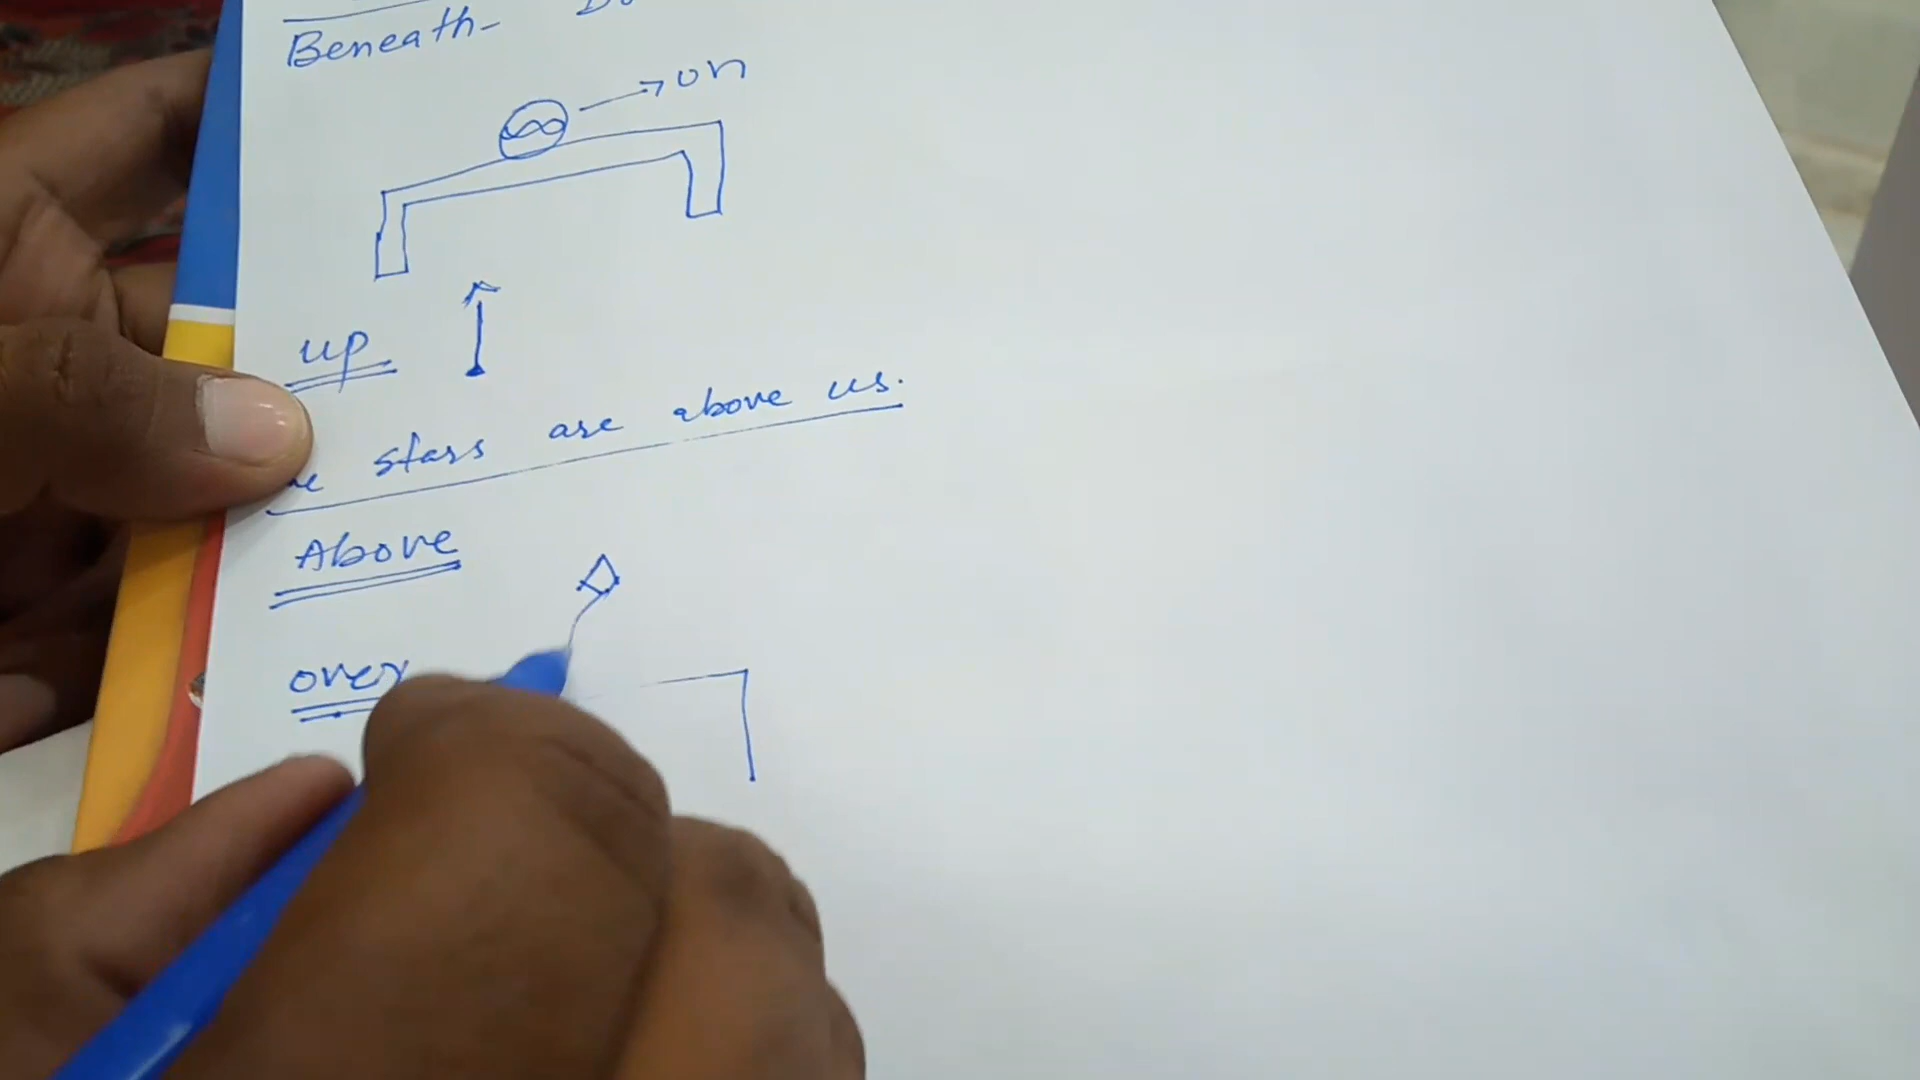 Beneath-
on
up
stars are above us.
Above
over